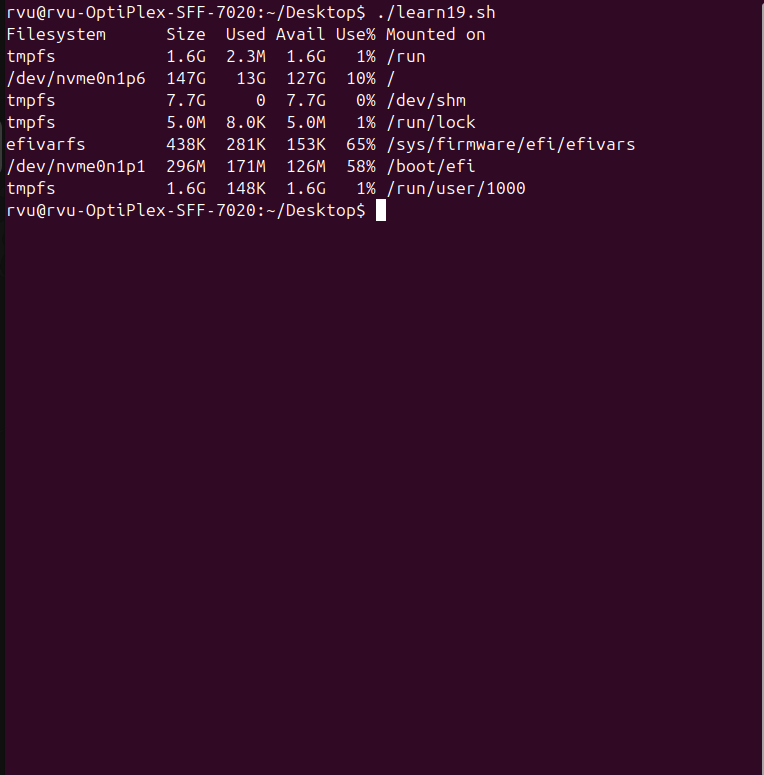 rvu@rvu-OptiPlex-SFF-7020:~/Desktop$ ./learn19.sh
Filesystem      Size  Used Avail Use% Mounted on
tmpfs           1.6G  2.3M  1.6G   1% /run
/dev/nvme0n1p6  147G   13G  127G  10% /
tmpfs           7.7G     0  7.7G   0% /dev/shm
tmpfs           5.0M  8.0K  5.0M   1% /run/lock
efivarfs        438K  281K  153K  65% /sys/firmware/efi/efivars
/dev/nvme0n1p1  296M  171M  126M  58% /boot/efi
tmpfs           1.6G  148K  1.6G   1% /run/user/1000
rvu@rvu-OptiPlex-SFF-7020:~/Desktop$